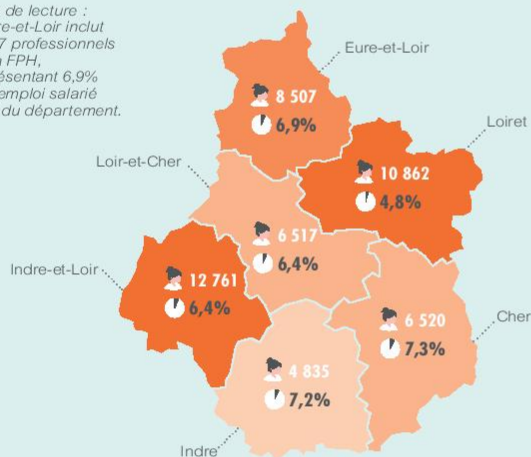 de lecture :
re-et-Loir inclut
7 professionnels
FPH,
ésentant 6,9%
emploi salarié
du département.
Eure-et-Loir
8 507
6,9%
Loiret
10 862
4,8%
Loir-et-Cher
6 517
6,4%
Indre-et-Loir
12 761
6,4%
Cher
6 520
7,3%
4 835
7,2%
Indre